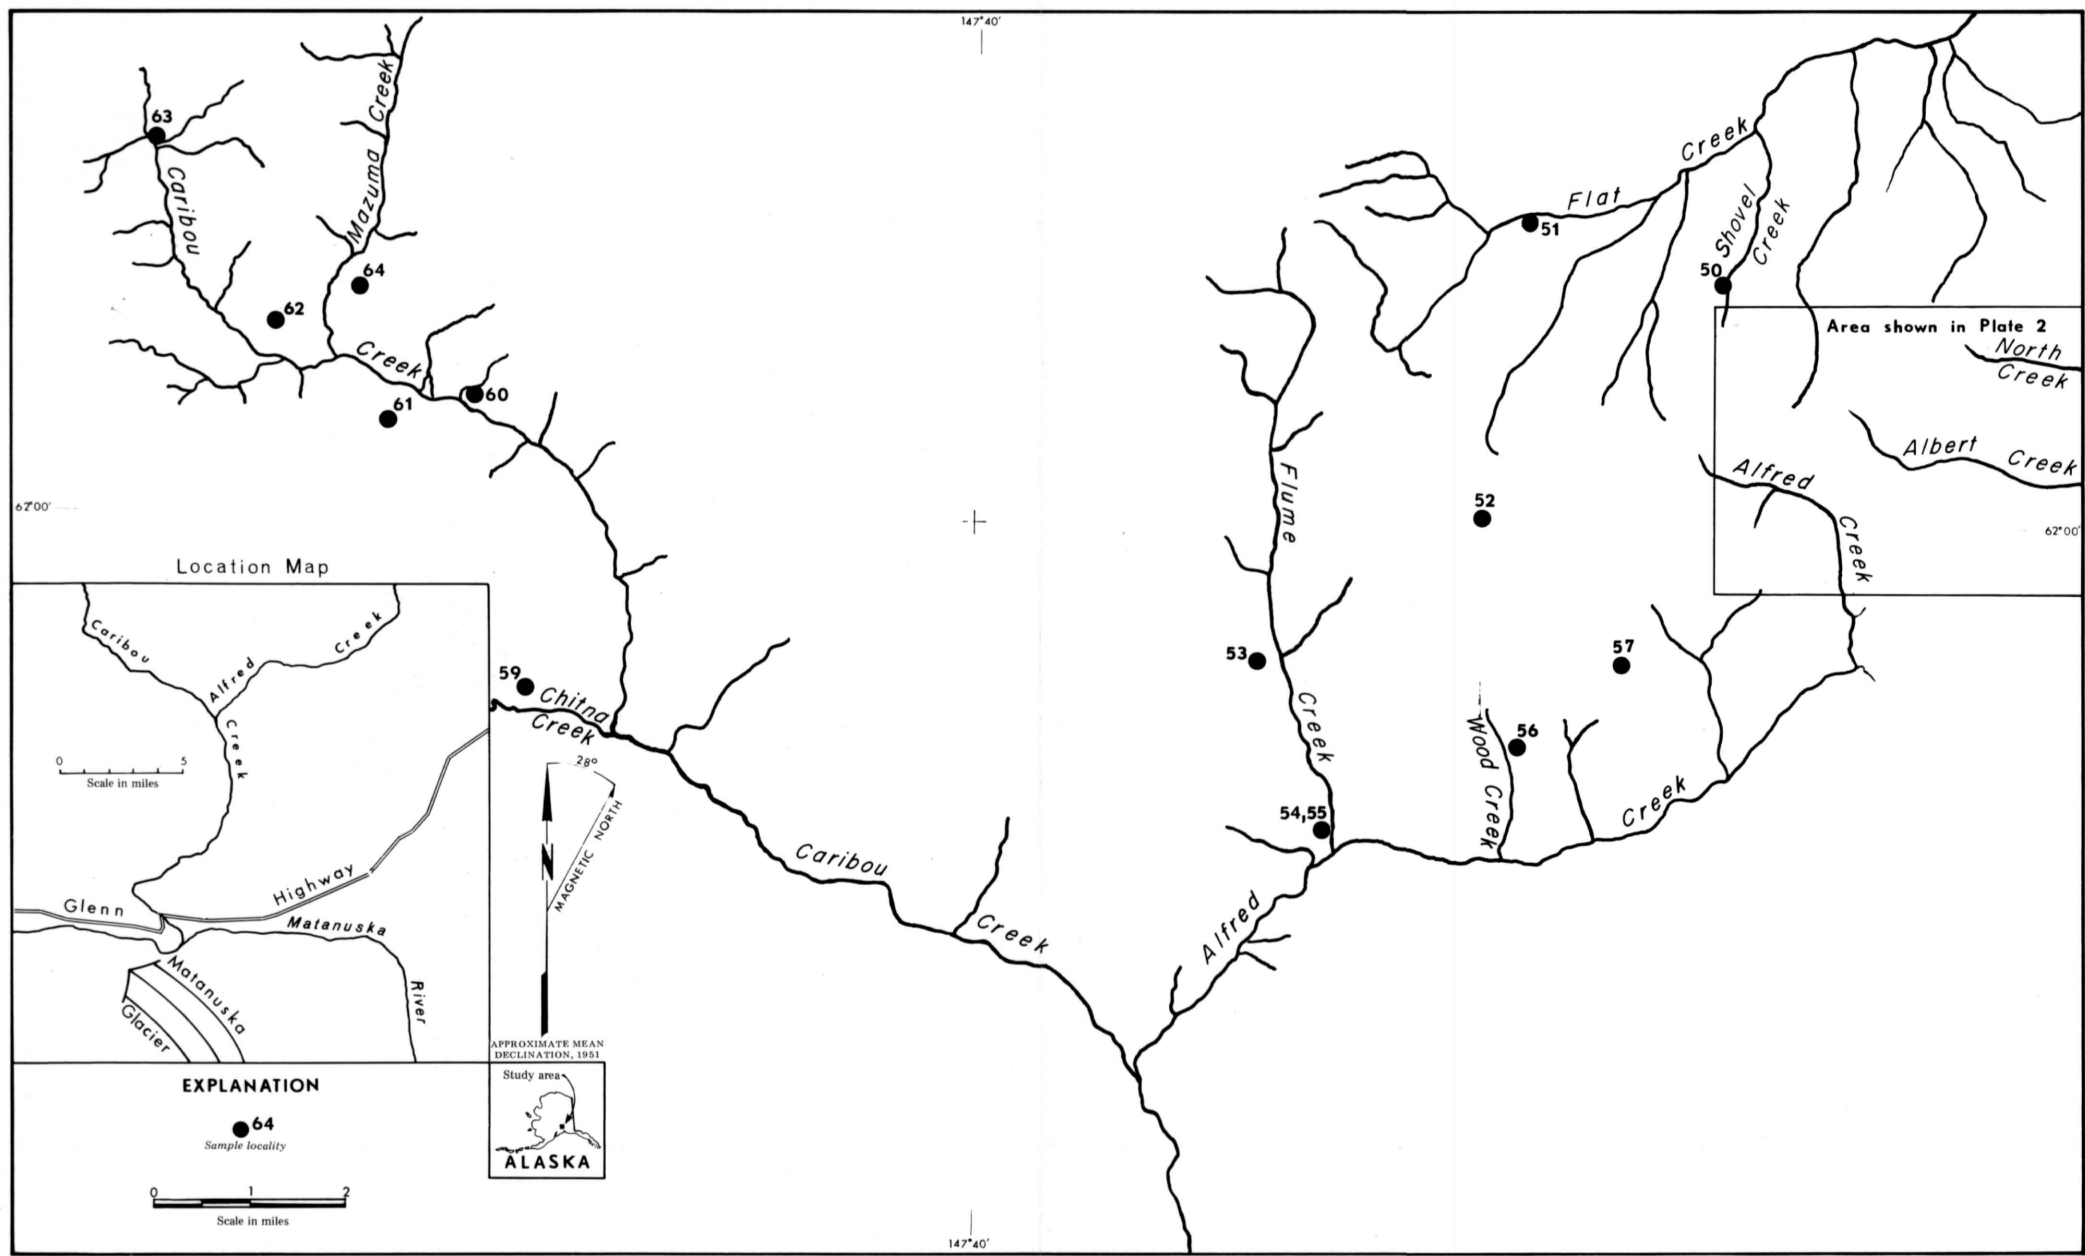 147°40'
63
Caribou
Mazuma Creek
64
62
Creek
60
61
62°00'
Flat Creek
51
Shovel
Creek
50
Area shown in Plate 2
North
Creek
Albert Creek
Alfred
Creek
62°00'
Flume
52
53
Creek
57
56
Wood Creek
54,55
Creek
Alfred
59
Chitna
Creek
Caribou
Creek
28°
N
MAGNETIC NORTH
APPROXIMATE MEAN
DECLINATION, 1951
Location Map
Caribou
Alfred Creek
Creek
0 5
Scale in miles
Glenn Highway
Matanuska
River
Matanuska
Glacier
EXPLANATION
64
Sample locality
0 1 2
Scale in miles
Study area
ALASKA
147°40'